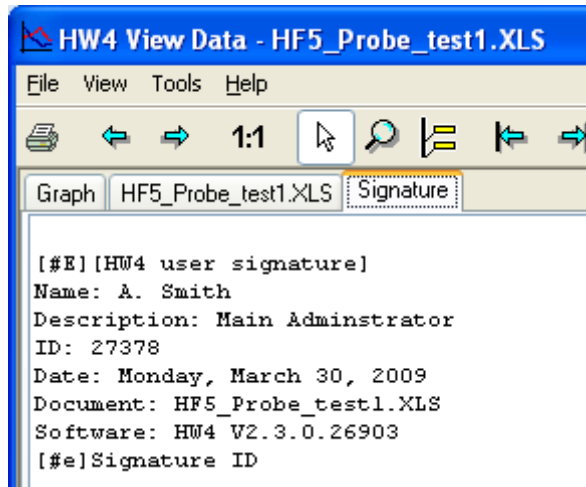 HW4 View Data - HF5_Probe_test1.XLS
File View Tools Help
1:1
Graph HF5_Probe_test1.XLS Signature
[#E][HW4 user signature]
Name: A. Smith
Description: Main Adminstrator
ID: 27378
Date: Monday, March 30, 2009
Document: HF5_Probe_test1.XLS
Software: HW4 V2.3.0.26903
[#e]Signature ID